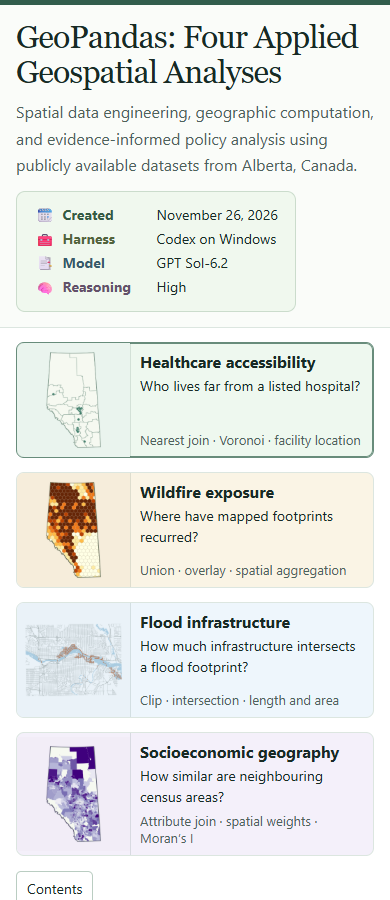 GeoPandas: Four Applied
Geospatial Analyses
Spatial data engineering, geographic computation,
and evidence-informed policy analysis using
publicly available datasets from Alberta, Canada.
Created November 26, 2026
Harness Codex on Windows
Model GPT Sol-6.2
Reasoning High
Healthcare accessibility
Who lives far from a listed hospital?
Nearest join · Voronoi · facility location
Wildfire exposure
Where have mapped footprints
recurred?
Union · overlay · spatial aggregation
Flood infrastructure
How much infrastructure intersects
a flood footprint?
Clip · intersection · length and area
Socioeconomic geography
How similar are neighbouring
census areas?
Attribute join · spatial weights ·
Moran's I
Contents